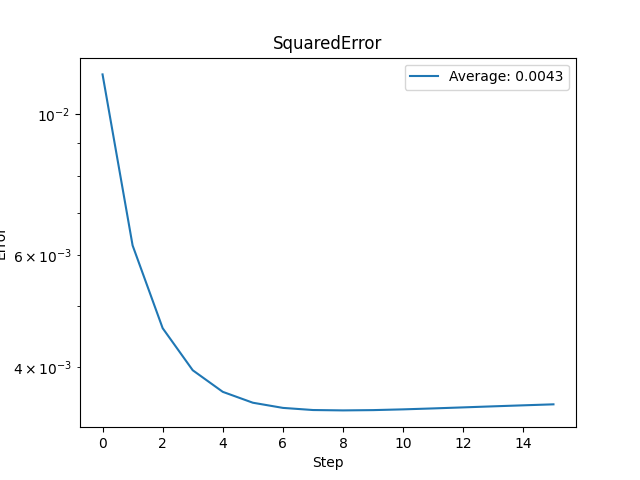 SquaredError
Average: 0.0043
10⁻²
6 × 10⁻³
4 × 10⁻³
Error
0 2 4 6 8 10 12 14
Step